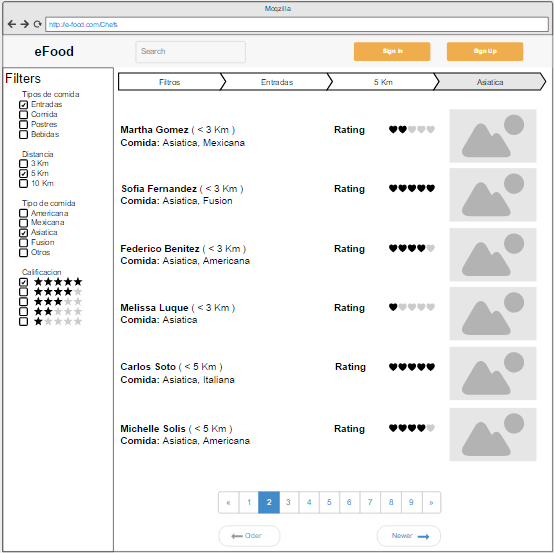 Moqzilla
http://e-food.com/Chefs
eFood
Search
Sign In
Sign Up
Filters
Tipos de comida
Entradas
Comida
Postres
Bebidas
Distancia
3 Km
5 Km
10 Km
Tipo de comida
Americana
Mexicana
Asiatica
Fusion
Otros
Calificacion
Filtros
Entradas
5 Km
Asiatica
Martha Gomez ( < 3 Km ) Rating
Comida: Asiatica, Mexicana
Sofia Fernandez ( < 3 Km ) Rating
Comida: Asiatica, Fusion
Federico Benitez ( < 3 Km ) Rating
Comida: Asiatica, Americana
Melissa Luque ( < 3 Km ) Rating
Comida: Asiatica
Carlos Soto ( < 5 Km ) Rating
Comida: Asiatica, Italiana
Michelle Solis ( < 5 Km ) Rating
Comida: Asiatica, Americana
« 1 2 3 4 5 6 7 8 9 »
Older
Newer